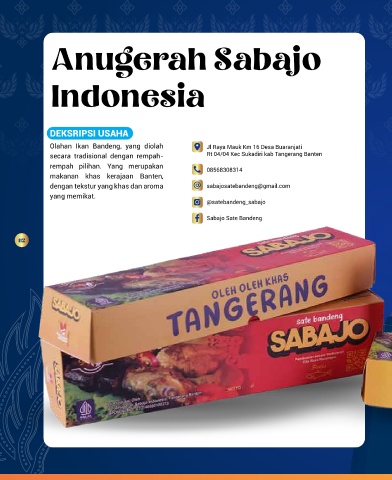 Anugerah Sabajo
Indonesia
DEKSRIPSI USAHA
Olahan Ikan Bandeng, yang diolah
secara tradisional dengan rempah-
rempah pilihan. Yang merupakan
makanan khas kerajaan Banten,
dengan tekstur yang khas dan aroma
yang memikat.
Jl Raya Mauk Km 16 Desa Buaranjati
Rt 04/04 Kec Sukadiri kab Tangerang Banten
08568308314
sabajosatebandeng@gmail.com
@satebandeng_sabajo
Sabajo Sate Bandeng
SABAJO
OLEH OLEH KHAS
TANGERANG
SABAJO
sate bandeng
SABAJO